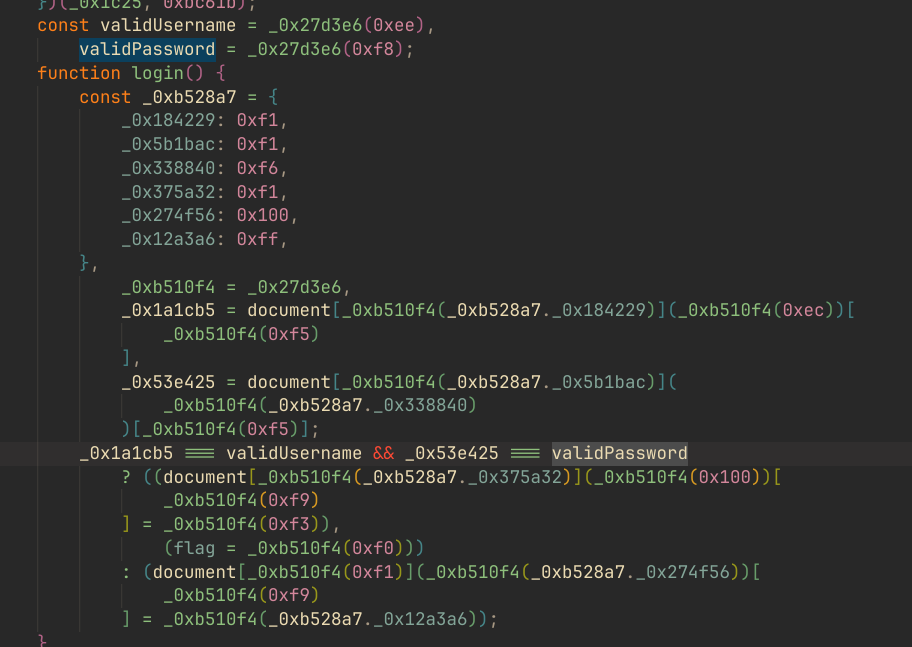 })(_0x1c25, 0xbc61b);
const validUsername = _0x27d3e6(0xee),
validPassword = _0x27d3e6(0xf8);
function login() {
const _0xb528a7 = {
_0x184229: 0xf1,
_0x5b1bac: 0xf1,
_0x338840: 0xf6,
_0x375a32: 0xf1,
_0x274f56: 0x100,
_0x12a3a6: 0xff,
},
_0xb510f4 = _0x27d3e6,
_0x1a1cb5 = document[_0xb510f4(_0xb528a7._0x184229)](_0xb510f4(0xec))[
_0xb510f4(0xf5)
],
_0x53e425 = document[_0xb510f4(_0xb528a7._0x5b1bac)](
_0xb510f4(_0xb528a7._0x338840)
)[_0xb510f4(0xf5)];
_0x1a1cb5 === validUsername && _0x53e425 === validPassword
? ((document[_0xb510f4(_0xb528a7._0x375a32)](_0xb510f4(0x100))[
_0xb510f4(0xf9)
] = _0xb510f4(0xf3)),
(flag = _0xb510f4(0xf0)))
: (document[_0xb510f4(0xf1)](_0xb510f4(_0xb528a7._0x274f56))[
_0xb510f4(0xf9)
] = _0xb510f4(_0xb528a7._0x12a3a6));
}